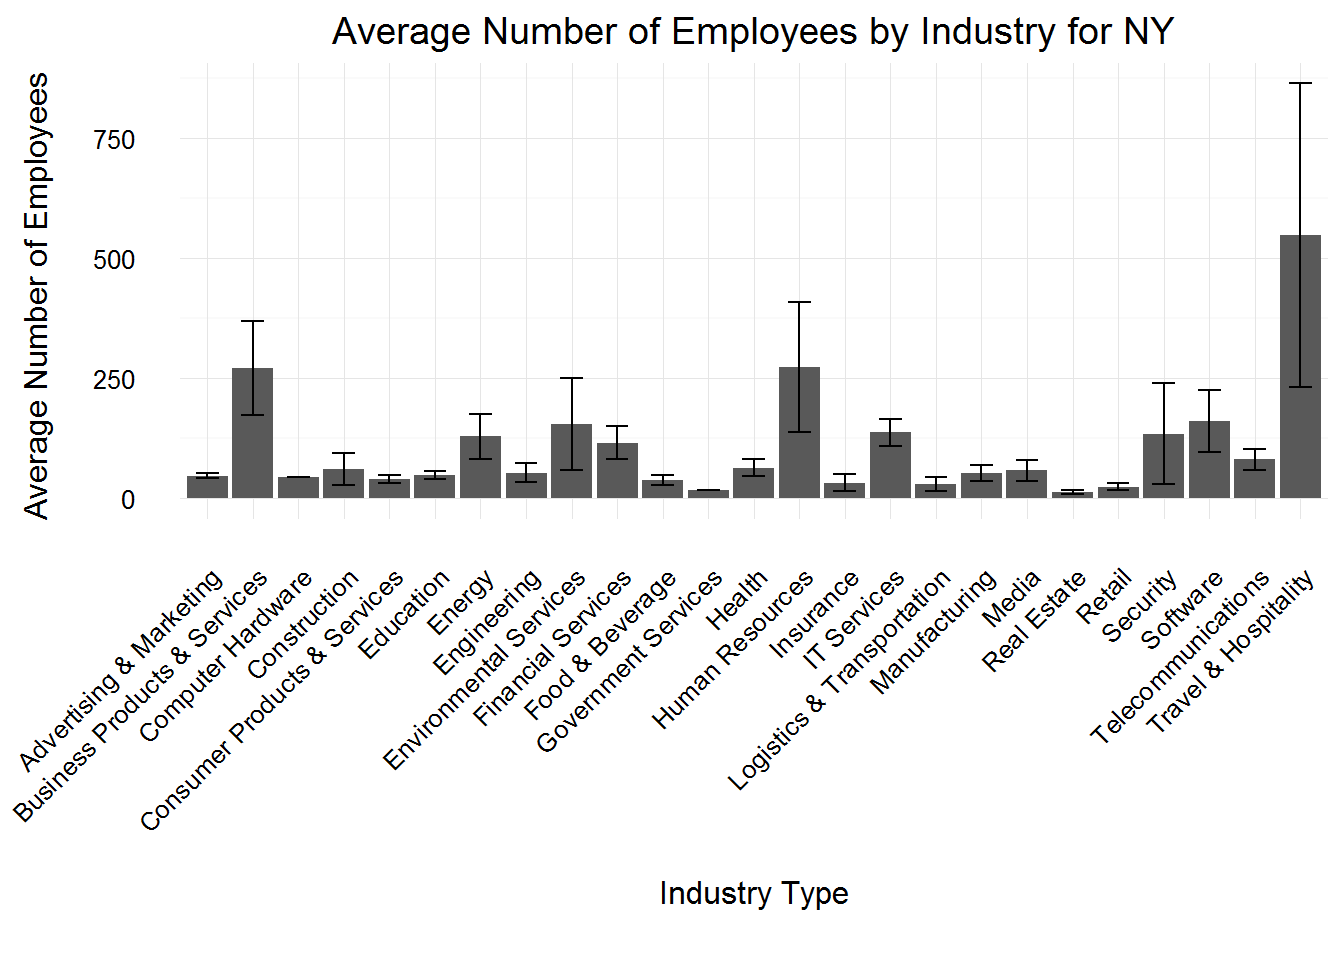 Average Number of Employees by Industry for NY
Average Number of Employees
750
500
250
0
Advertising & Marketing
Business Products & Services
Computer Hardware
Construction
Consumer Products & Services
Education
Energy
Engineering
Environmental Services
Financial Services
Food & Beverage
Government Services
Health
Human Resources
Insurance
IT Services
Logistics & Transportation
Manufacturing
Media
Real Estate
Retail
Security
Software
Telecommunications
Travel & Hospitality
Industry Type